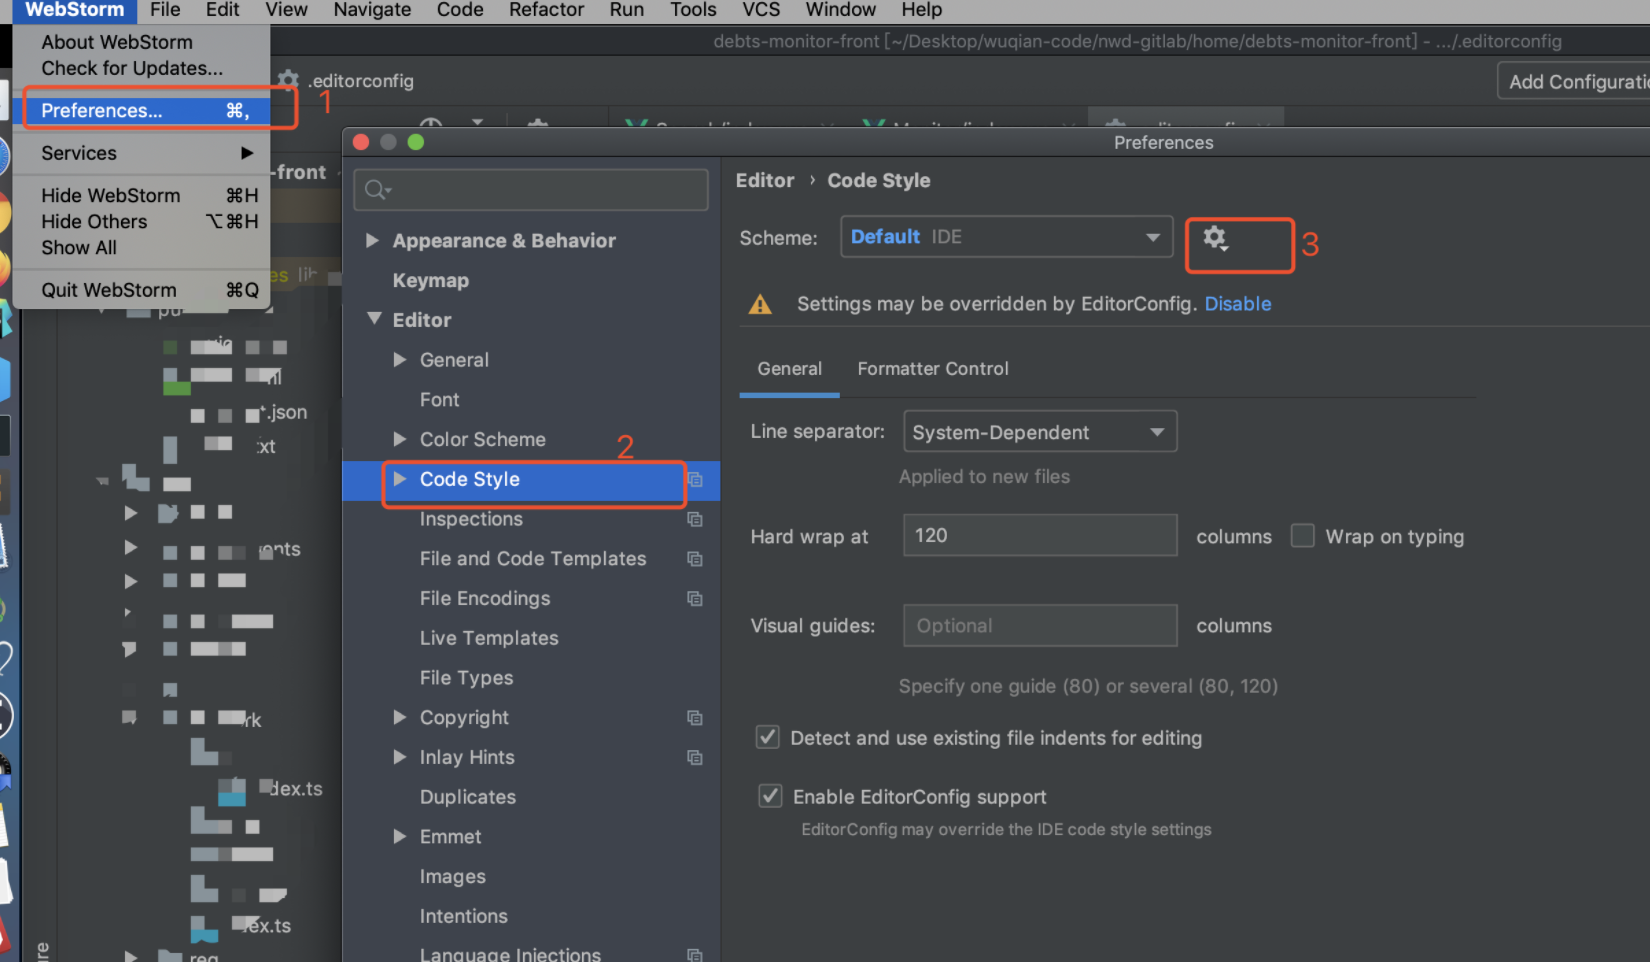 WebStorm File Edit View Navigate Code Refactor Run Tools VCS Window Help
debts-monitor-front [~/Desktop/wuqian-code/nwd-gitlab/home/debts-monitor-front] - .../.editorconfig
About WebStorm
Check for Updates...
Preferences... ⌘,
1
Services
Hide WebStorm ⌘H
Hide Others ⌥⌘H
Show All
Quit WebStorm ⌘Q
.editorconfig
Add Configuratio
-front
es lib
.json
dex.ts
ex.ts
Preferences
Appearance & Behavior
Keymap
Editor
General
Font
Color Scheme
2
Code Style
Inspections
File and Code Templates
File Encodings
Live Templates
File Types
Copyright
Inlay Hints
Duplicates
Emmet
Images
Intentions
Language Injections
Editor › Code Style
Scheme: Default IDE
3
Settings may be overridden by EditorConfig. Disable
General Formatter Control
Line separator: System-Dependent
Applied to new files
Hard wrap at 120 columns Wrap on typing
Visual guides: Optional columns
Specify one guide (80) or several (80, 120)
Detect and use existing file indents for editing
Enable EditorConfig support
EditorConfig may override the IDE code style settings